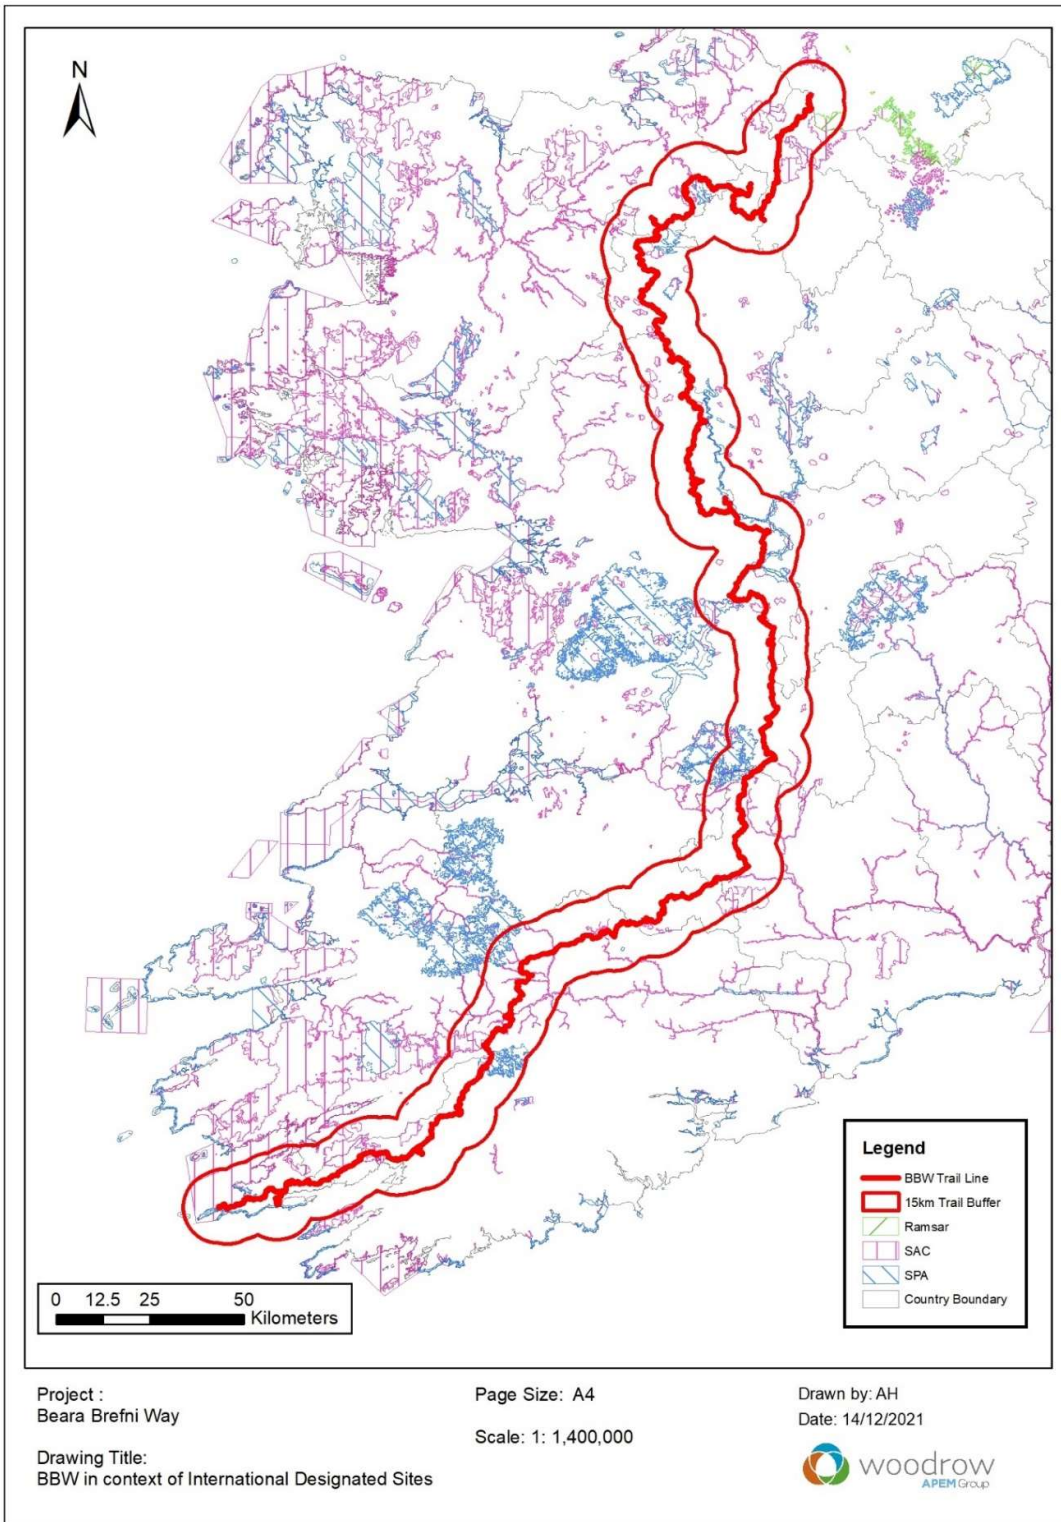 N
Legend
BBW Trail Line
15km Trail Buffer
Ramsar
SAC
SPA
Country Boundary
0 12.5 25 50
Kilometers
Project :
Beara Brefni Way
Drawing Title:
BBW in context of International Designated Sites
Page Size: A4
Scale: 1: 1,400,000
Drawn by: AH
Date: 14/12/2021
woodrow
APEM Group